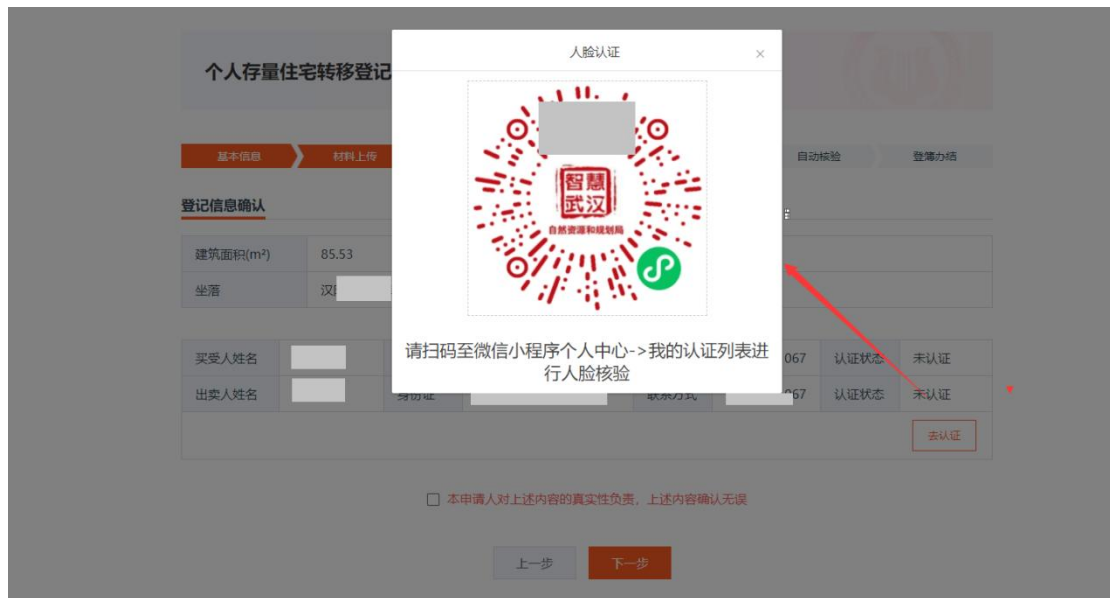 人脸认证
×
个人存量住宅转移登记
智慧
武汉
自然资源和规划局
基本信息
材料上传
自动核验
登簿办结
登记信息确认
建筑面积(m²) 85.53
坐落 汉
请扫码至微信小程序个人中心->我的认证列表进
行人脸核验
买受人姓名 067 认证状态 未认证
出卖人姓名 身份证 联系方式 067 认证状态 未认证
去认证
本申请人对上述内容的真实性负责，上述内容确认无误
上一步 下一步